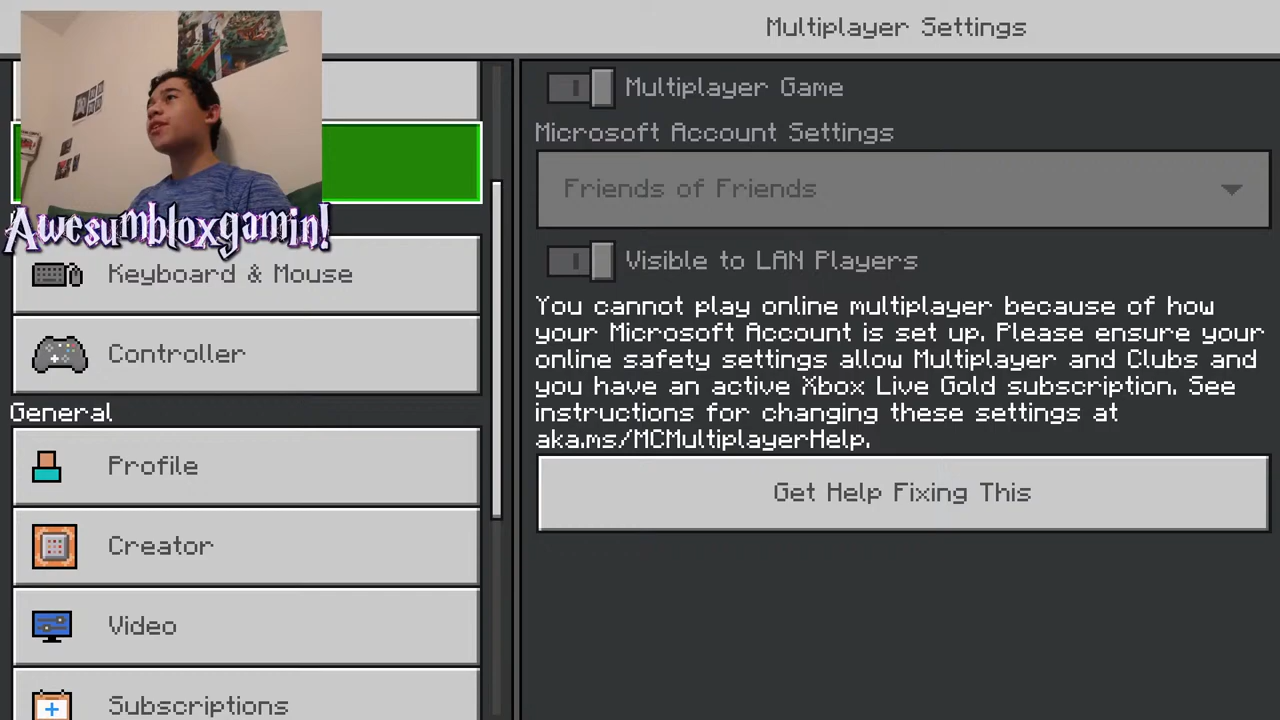 Multiplayer Settings
Awesumbloxgamin!
Keyboard & Mouse
Controller
General
Profile
Creator
Video
Subscriptions
Multiplayer Game
Microsoft Account Settings
Friends of Friends
Visible to LAN Players
You cannot play online multiplayer because of how
your Microsoft Account is set up. Please ensure your
online safety settings allow Multiplayer and Clubs and
you have an active Xbox Live Gold subscription. See
instructions for changing these settings at
aka.ms/MCMultiplayerHelp.
Get Help Fixing This